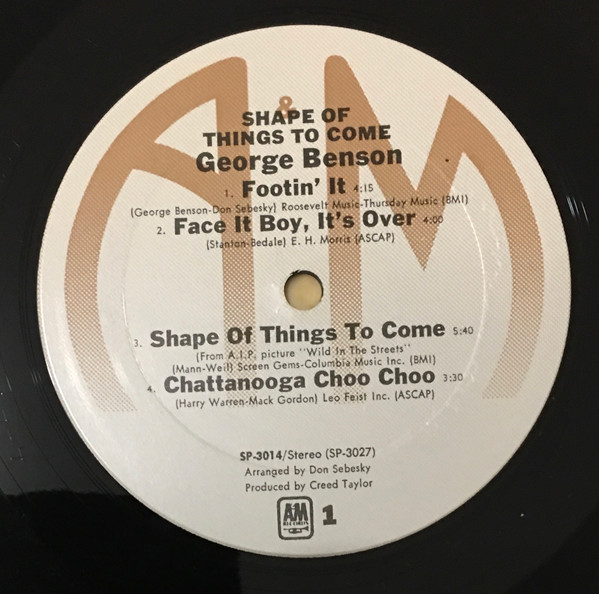 A&M
SHAPE OF
THINGS TO COME
George Benson
1. Footin' It 4:15
(George Benson-Don Sebesky) Roosevelt Music-Thursday Music (BMI)
2. Face It Boy, It's Over 4:00
(Stanton-Bedale) E. H. Morris (ASCAP)
3. Shape Of Things To Come 5:40
(From A.I.P. picture "Wild In The Streets"
(Mann-Weil) Screen Gems-Columbia Music Inc. (BMI)
4. Chattanooga Choo Choo 3:30
(Harry Warren-Mack Gordon) Leo Feist Inc. (ASCAP)
SP-3014/Stereo (SP-3027)
Arranged by Don Sebesky
Produced by Creed Taylor
A&M
RECORDS
1